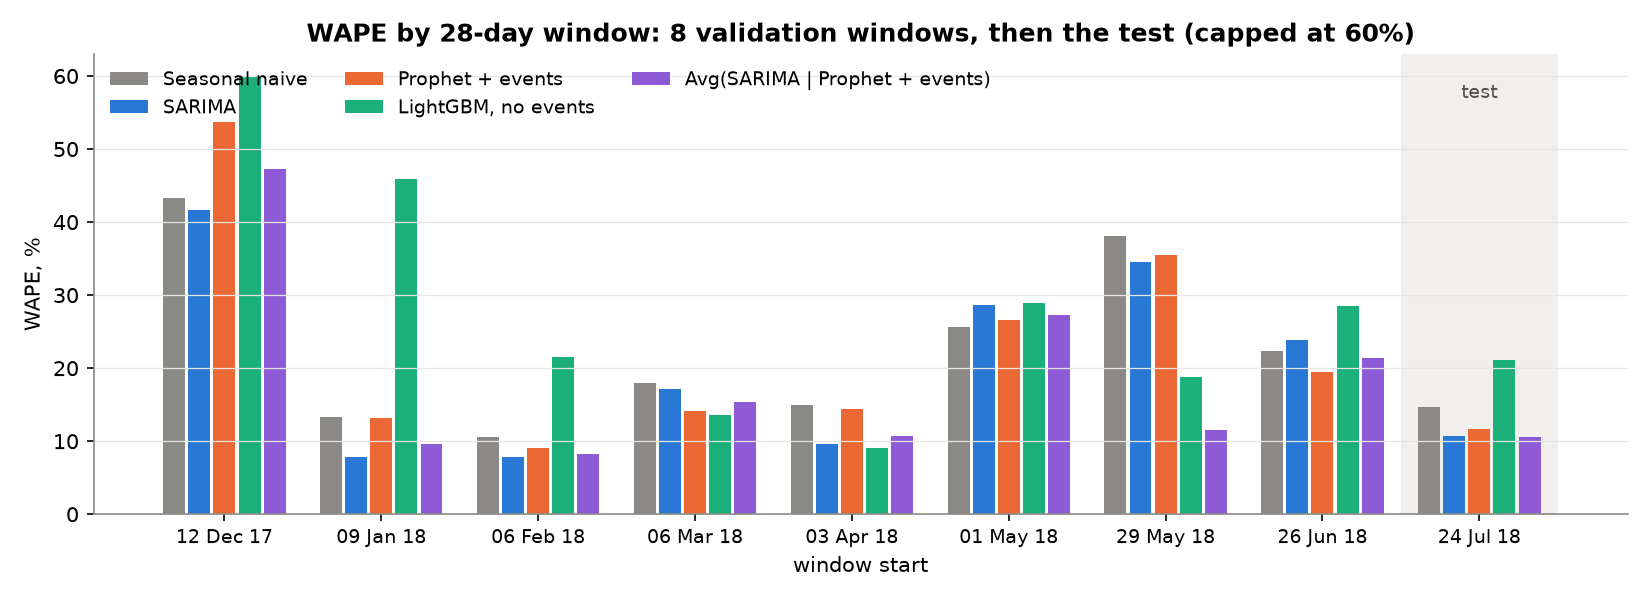 WAPE by 28-day window: 8 validation windows, then the test (capped at 60%)
Seasonal naive
SARIMA
Prophet + events
LightGBM, no events
Avg(SARIMA | Prophet + events)
test
WAPE, %
60
50
40
30
20
10
0
12 Dec 17
09 Jan 18
06 Feb 18
06 Mar 18
03 Apr 18
01 May 18
29 May 18
26 Jun 18
24 Jul 18
window start